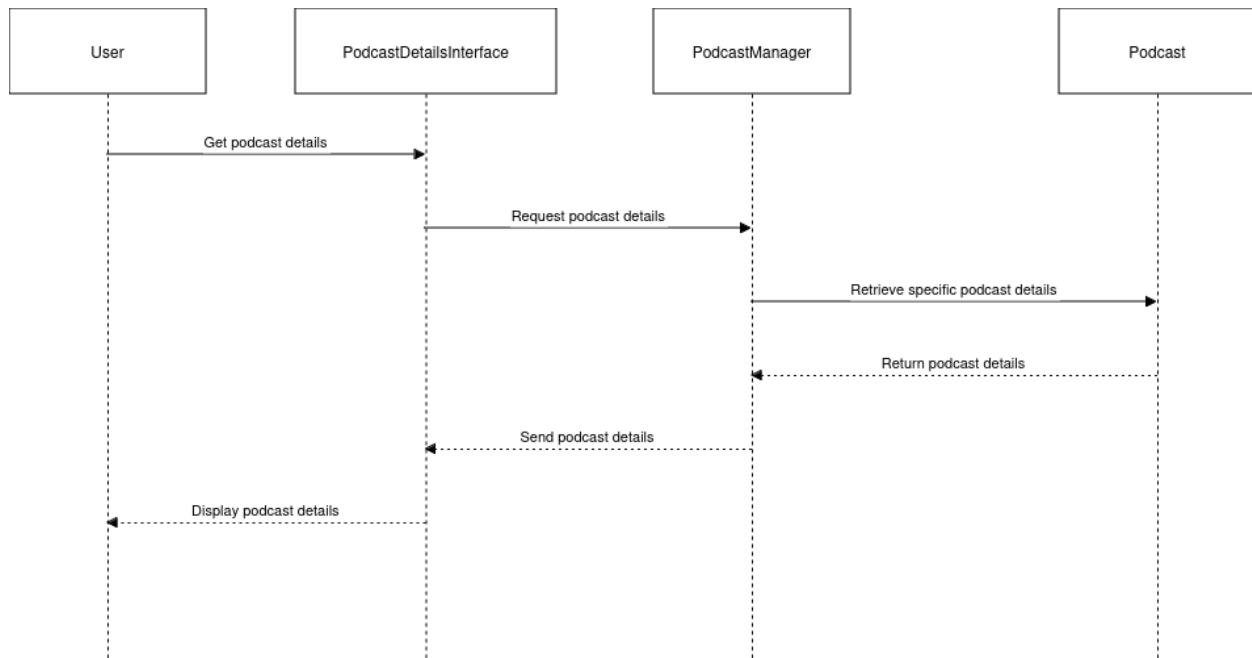 User
PodcastDetailsInterface
PodcastManager
Podcast
Get podcast details
Request podcast details
Retrieve specific podcast details
Return podcast details
Send podcast details
Display podcast details